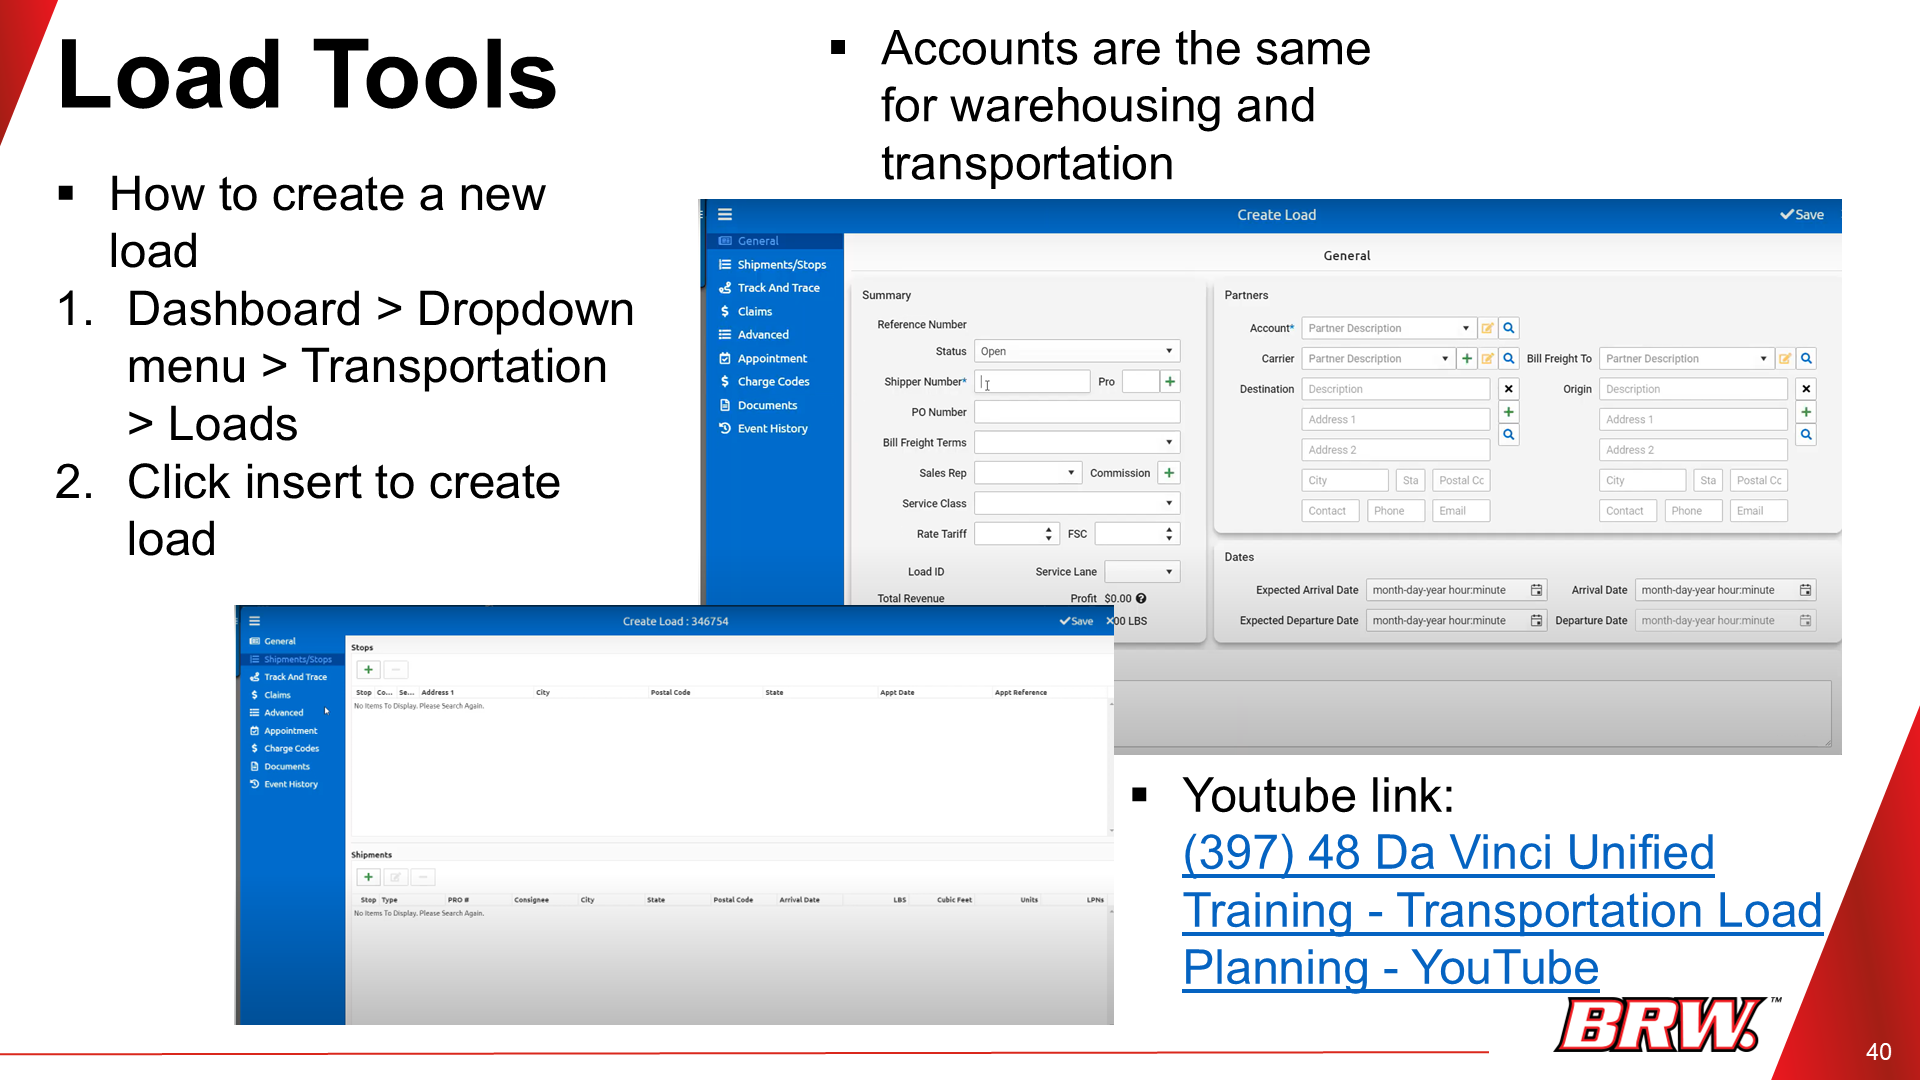 Load Tools
▪ How to create a new
load
1. Dashboard > Dropdown
menu > Transportation
> Loads
2. Click insert to create
load
▪ Accounts are the same
for warehousing and
transportation
Create Load
Save
General
Shipments/Stops
Track And Trace
Claims
Advanced
Appointment
Charge Codes
Documents
Event History
General
Summary
Reference Number
Status Open
Shipper Number* Pro
PO Number
Bill Freight Terms
Sales Rep Commission
Service Class
Rate Tariff FSC
Load ID Service Lane
Total Revenue Profit $0.00
00 LBS
Partners
Account* Partner Description
Carrier Partner Description Bill Freight To Partner Description
Destination Description Origin Description
Address 1 Address 1
Address 2 Address 2
City Sta Postal Cc City Sta Postal Cc
Contact Phone Email Contact Phone Email
Dates
Expected Arrival Date month-day-year hour:minute Arrival Date month-day-year hour:minute
Expected Departure Date month-day-year hour:minute Departure Date month-day-year hour:minute
Create Load : 346754
Save
General
Shipments/Stops
Track And Trace
Claims
Advanced
Appointment
Charge Codes
Documents
Event History
Stops
Stop Co... Se... Address 1 City Postal Code State Appt Date Appt Reference
No Items To Display. Please Search Again.
Shipments
Stop Type PRO # Consignee City State Postal Code Arrival Date LBS Cubic Feet Units LPNs
No Items To Display. Please Search Again.
▪ Youtube link:
(397) 48 Da Vinci Unified
Training - Transportation Load
Planning - YouTube
BRW.™
40